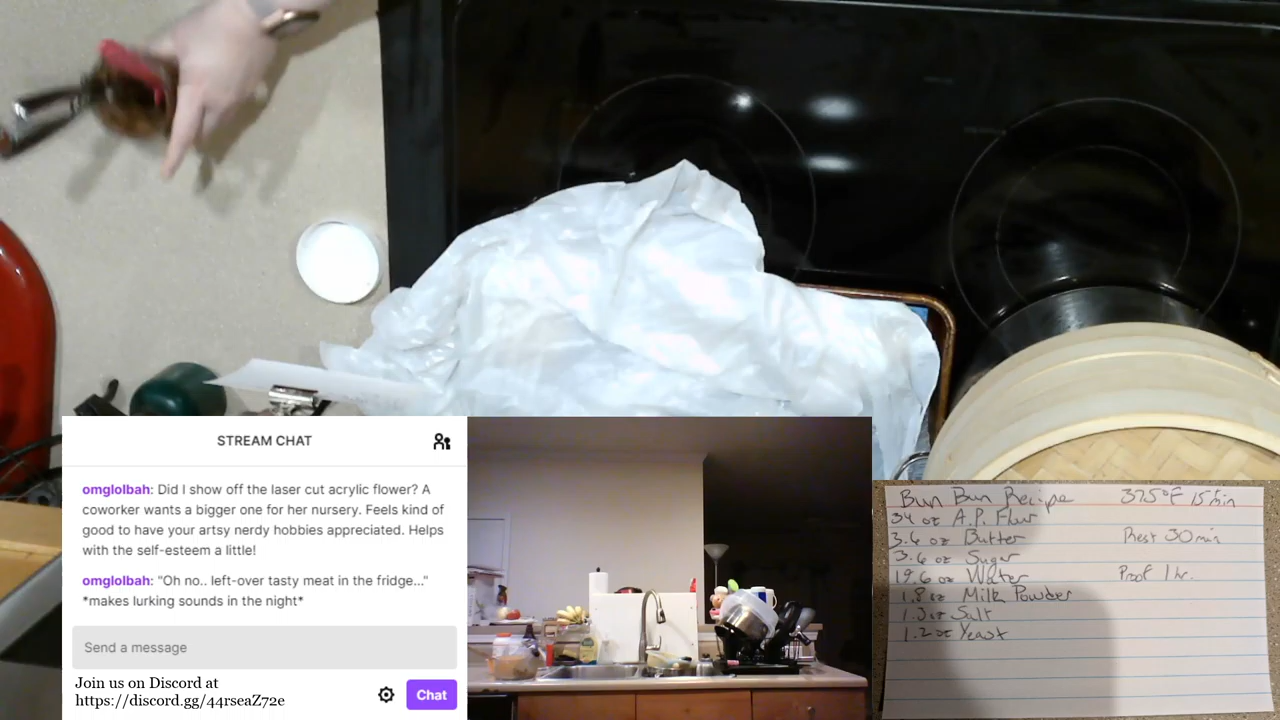 STREAM CHAT
omglolbah: Did I show off the laser cut acrylic flower? A
coworker wants a bigger one for her nursery. Feels kind of
good to have your artsy nerdy hobbies appreciated. Helps
with the self-esteem a little!
omglolbah: "Oh no.. left-over tasty meat in the fridge..."
*makes lurking sounds in the night*
Send a message
Join us on Discord at
https://discord.gg/44rseaZ72e
Chat
Bun Bun Recipe 375°F 15 min
34 oz A.P. Flour
3.6 oz Butter Rest 30 min
3.6 oz Sugar
19.6 oz Water Proof 1 hr.
1.8 oz Milk Powder
oz Salt
1.2 oz Yeast